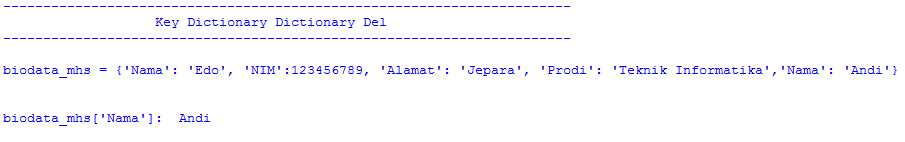 -----------------------------------------------------------------------
Key Dictionary Dictionary Del
-----------------------------------------------------------------------
biodata_mhs = {'Nama': 'Edo', 'NIM':123456789, 'Alamat': 'Jepara', 'Prodi': 'Teknik Informatika','Nama': 'Andi'}
biodata_mhs['Nama']:  Andi